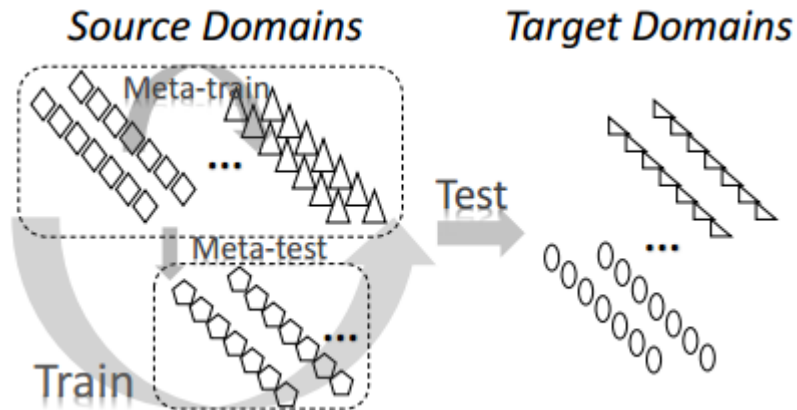 Source Domains
Target Domains
Meta-train
...
Test
Meta-test
...
...
Train